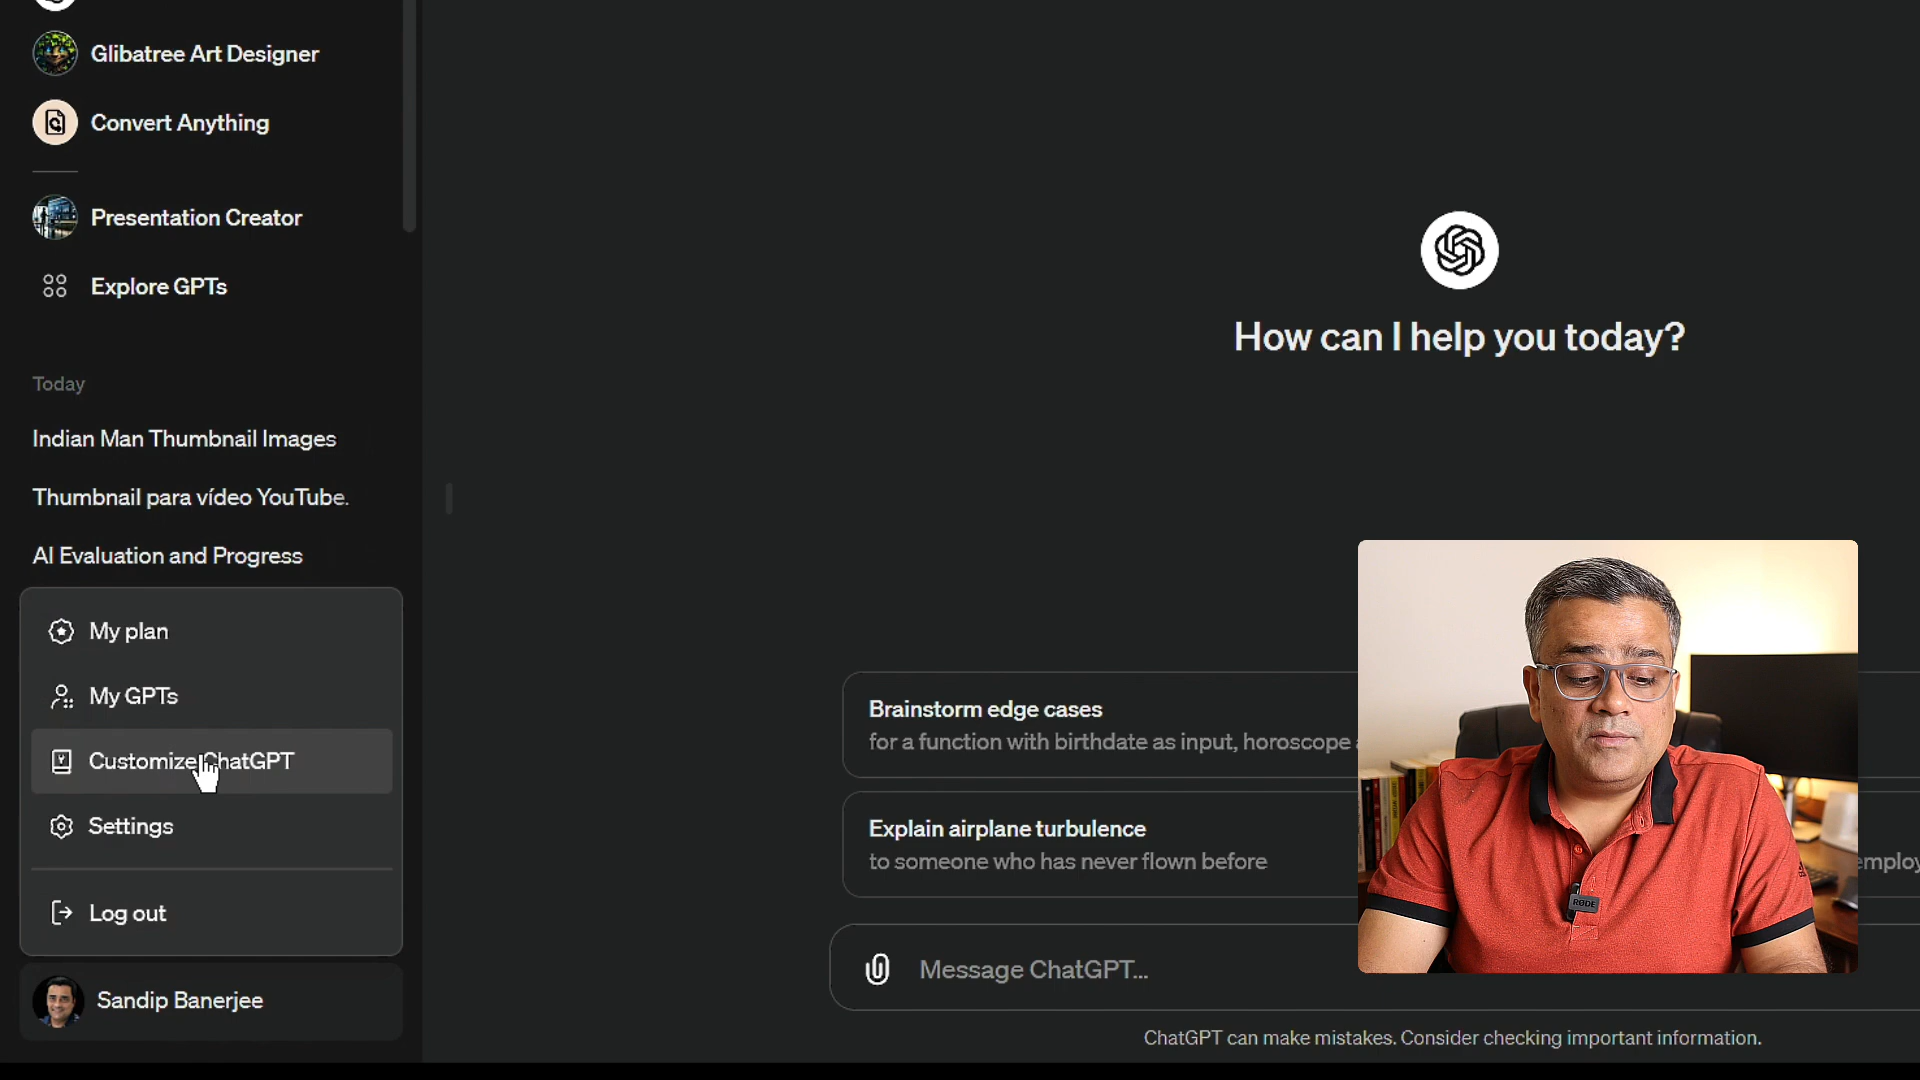 Glibatree Art Designer
Convert Anything
Presentation Creator
Explore GPTs
Today
Indian Man Thumbnail Images
Thumbnail para vídeo YouTube.
AI Evaluation and Progress
My plan
My GPTs
Customize ChatGPT
Settings
Log out
Sandip Banerjee
How can I help you today?
Brainstorm edge cases
for a function with birthdate as input, horoscope
Explain airplane turbulence
to someone who has never flown before
employ
Message ChatGPT...
RODE
ChatGPT can make mistakes. Consider checking important information.